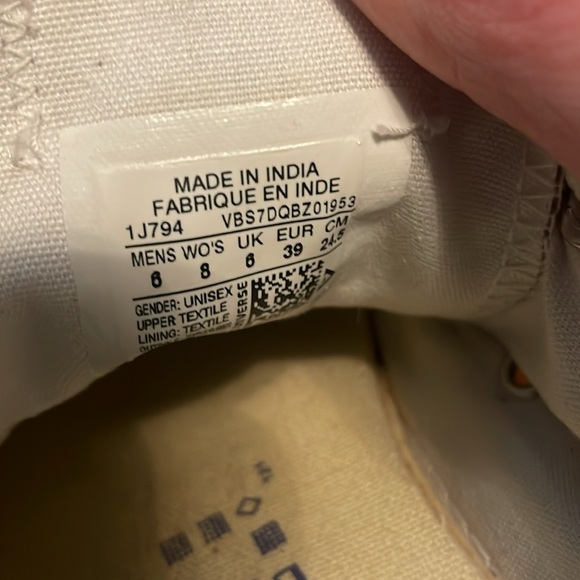 MADE IN INDIA
FABRIQUE EN INDE
1J794 VBS7DQBZ01953
MENS WO'S UK EUR CM
6 8 6 39 24.5
GENDER: UNISEX
UPPER TEXTILE
LINING: TEXTILE